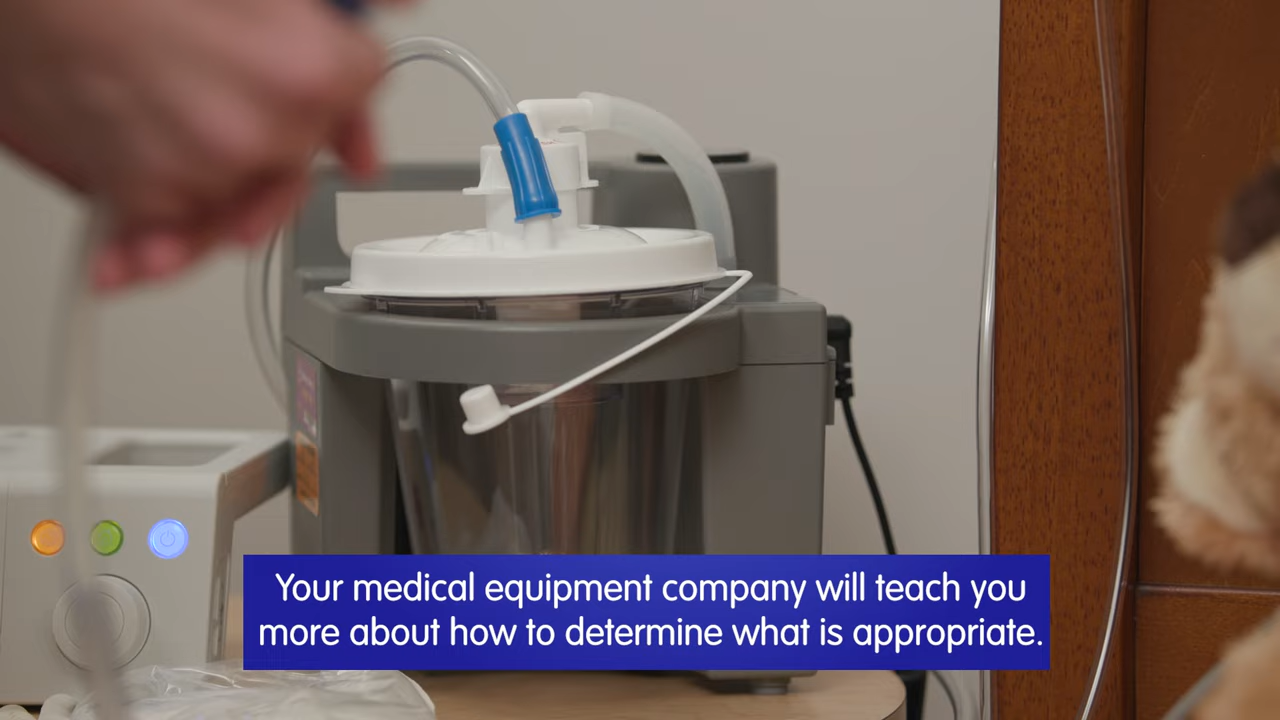 Your medical equipment company will teach you
more about how to determine what is appropriate.